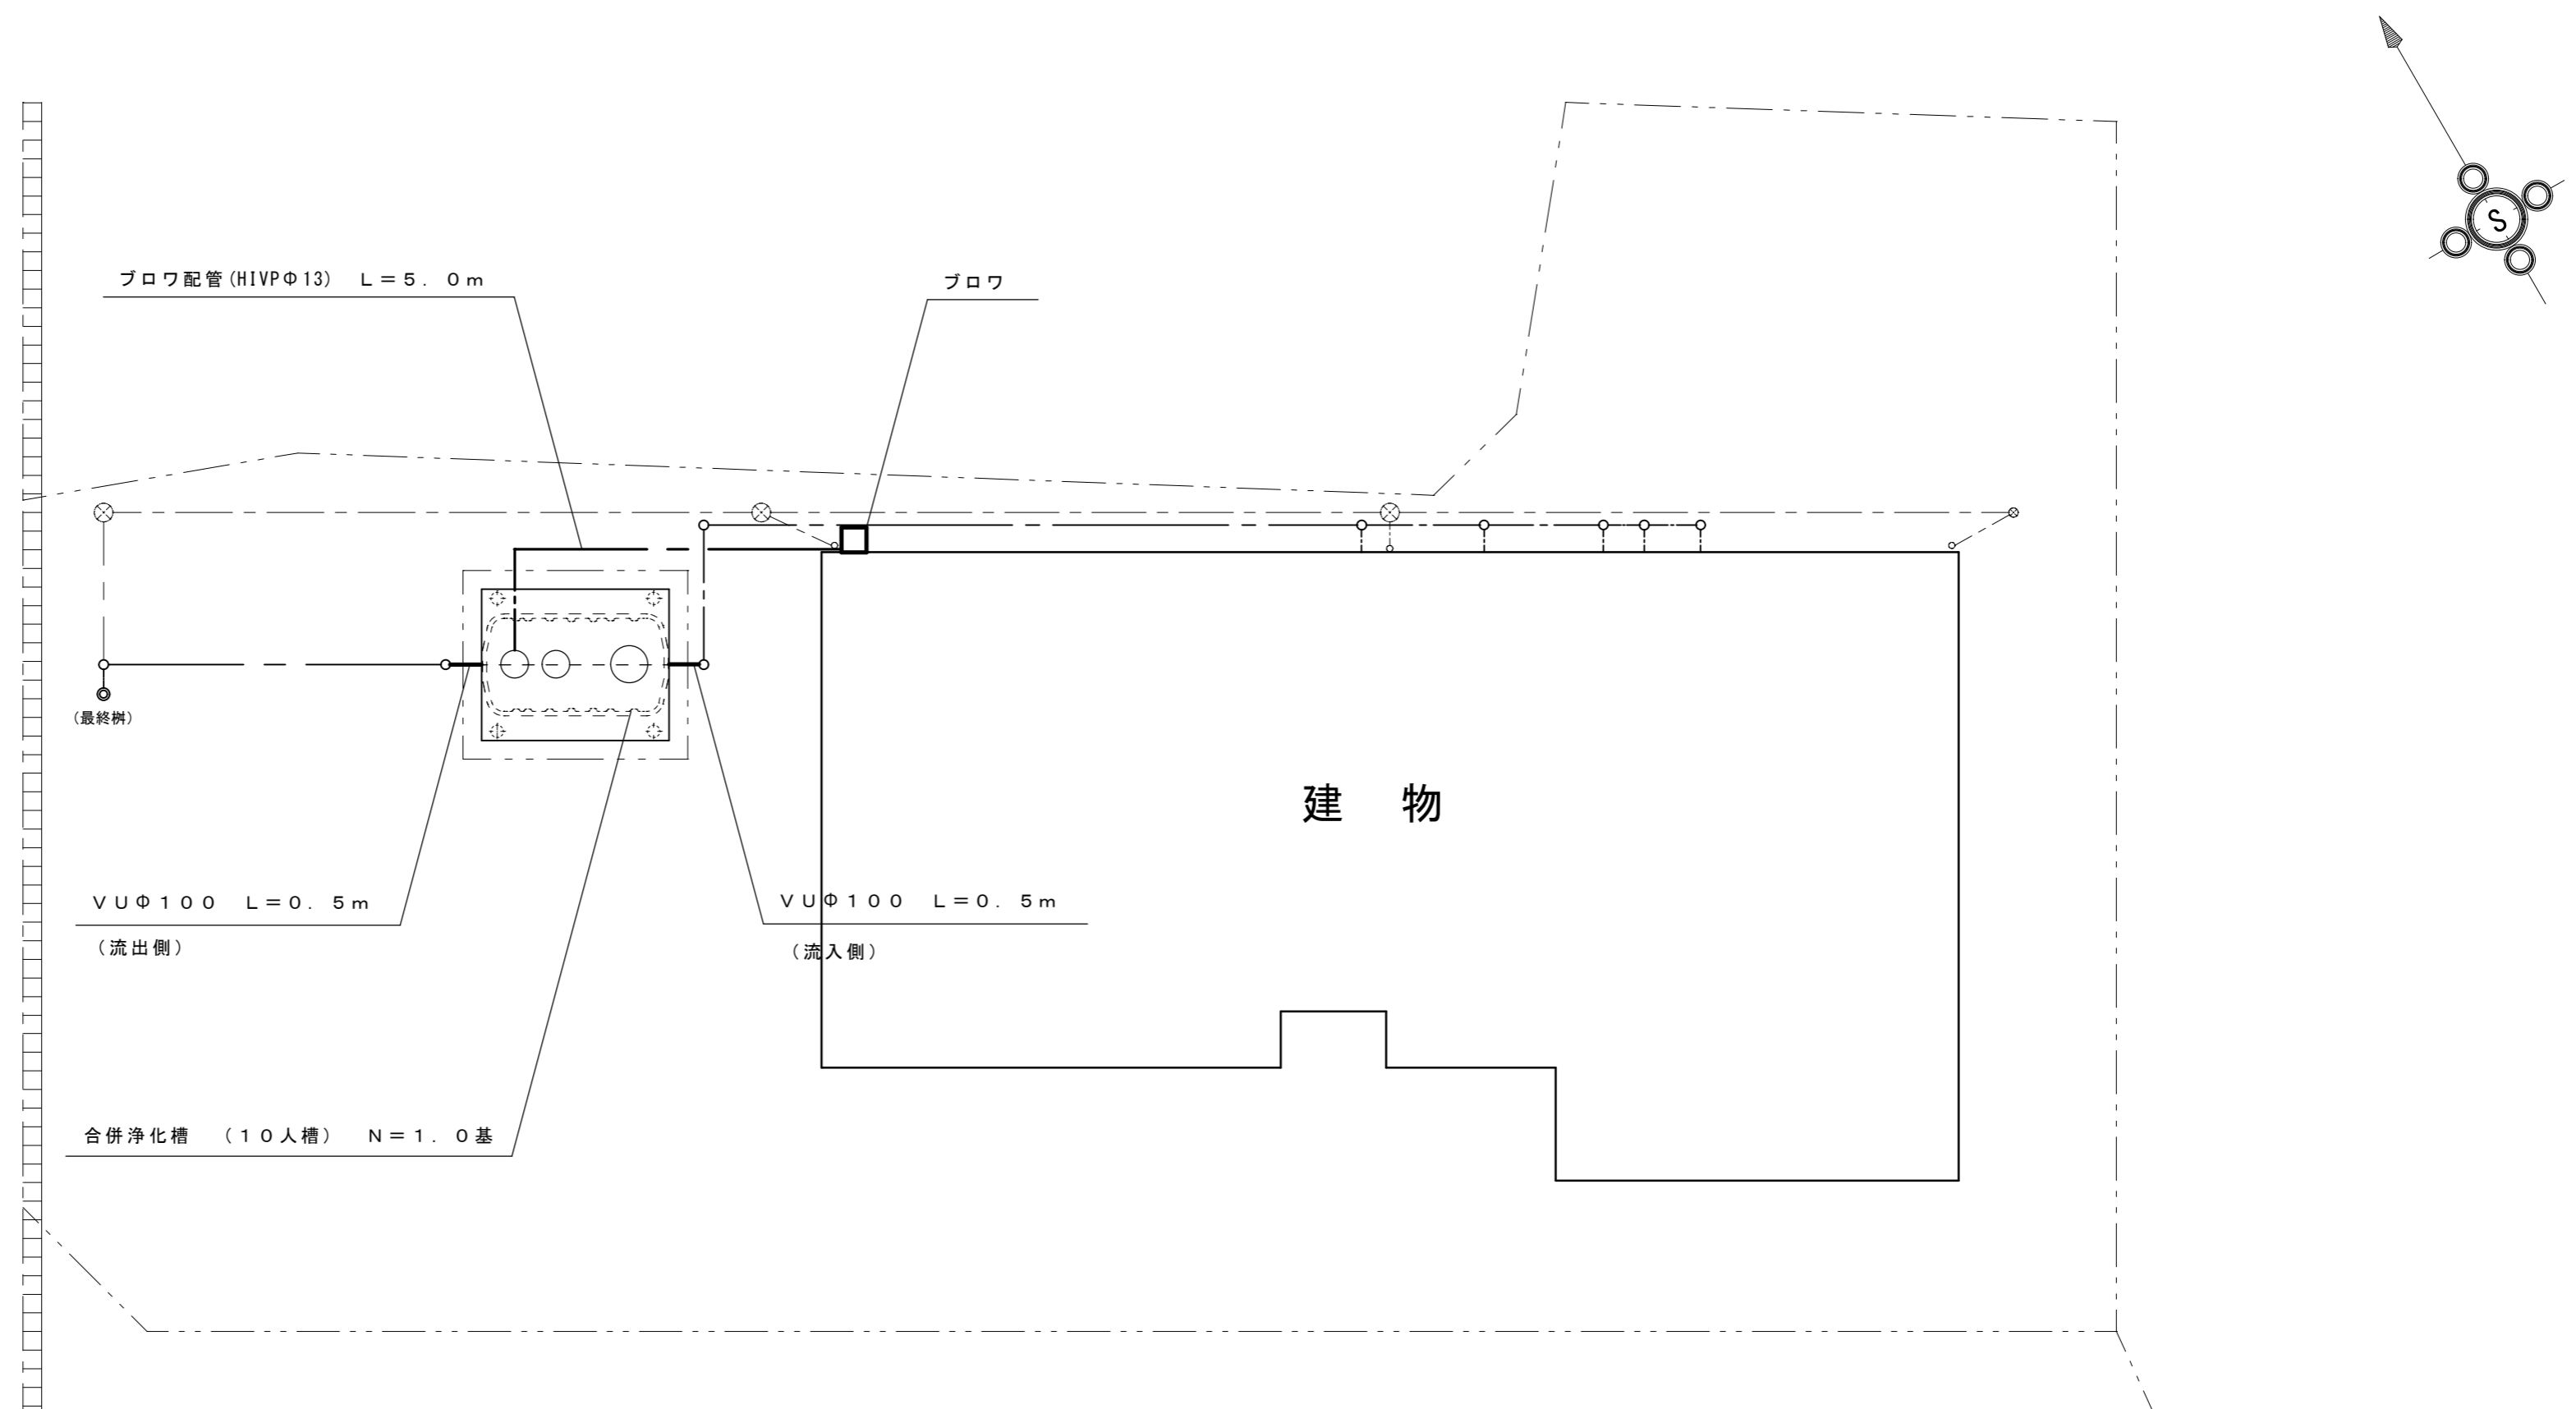 ブロワ配管(HIVPΦ13) L=5.0m
ブロワ
S
(最終桝)
建 物
VUΦ100 L=0.5m
(流出側)
VUΦ100 L=0.5m
(流入側)
合併浄化槽 (10人槽) N=1.0基